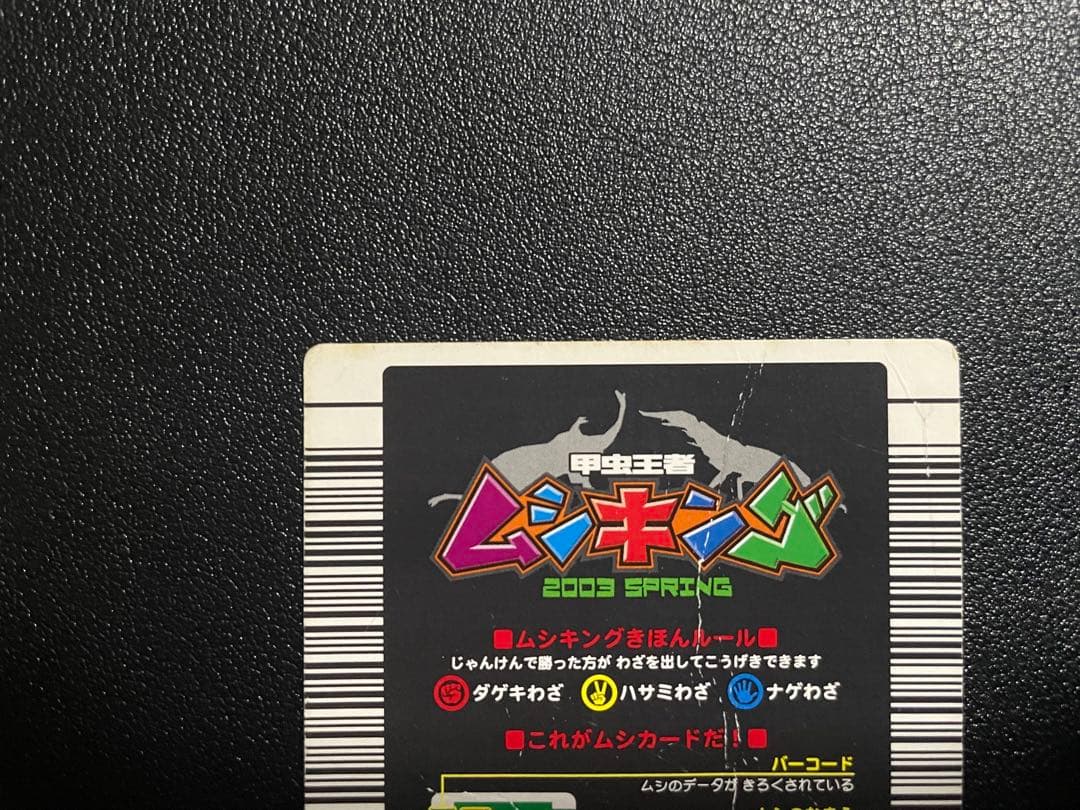 甲虫王者
ムシキング
2003 SPRING
■ムシキングきほんルール■
じゃんけんで勝った方が わざを出してこうげきできます
ダゲキわざ ハサミわざ ナゲわざ
■これがムシカードだ!■
バーコード
ムシのデータが きろくされている